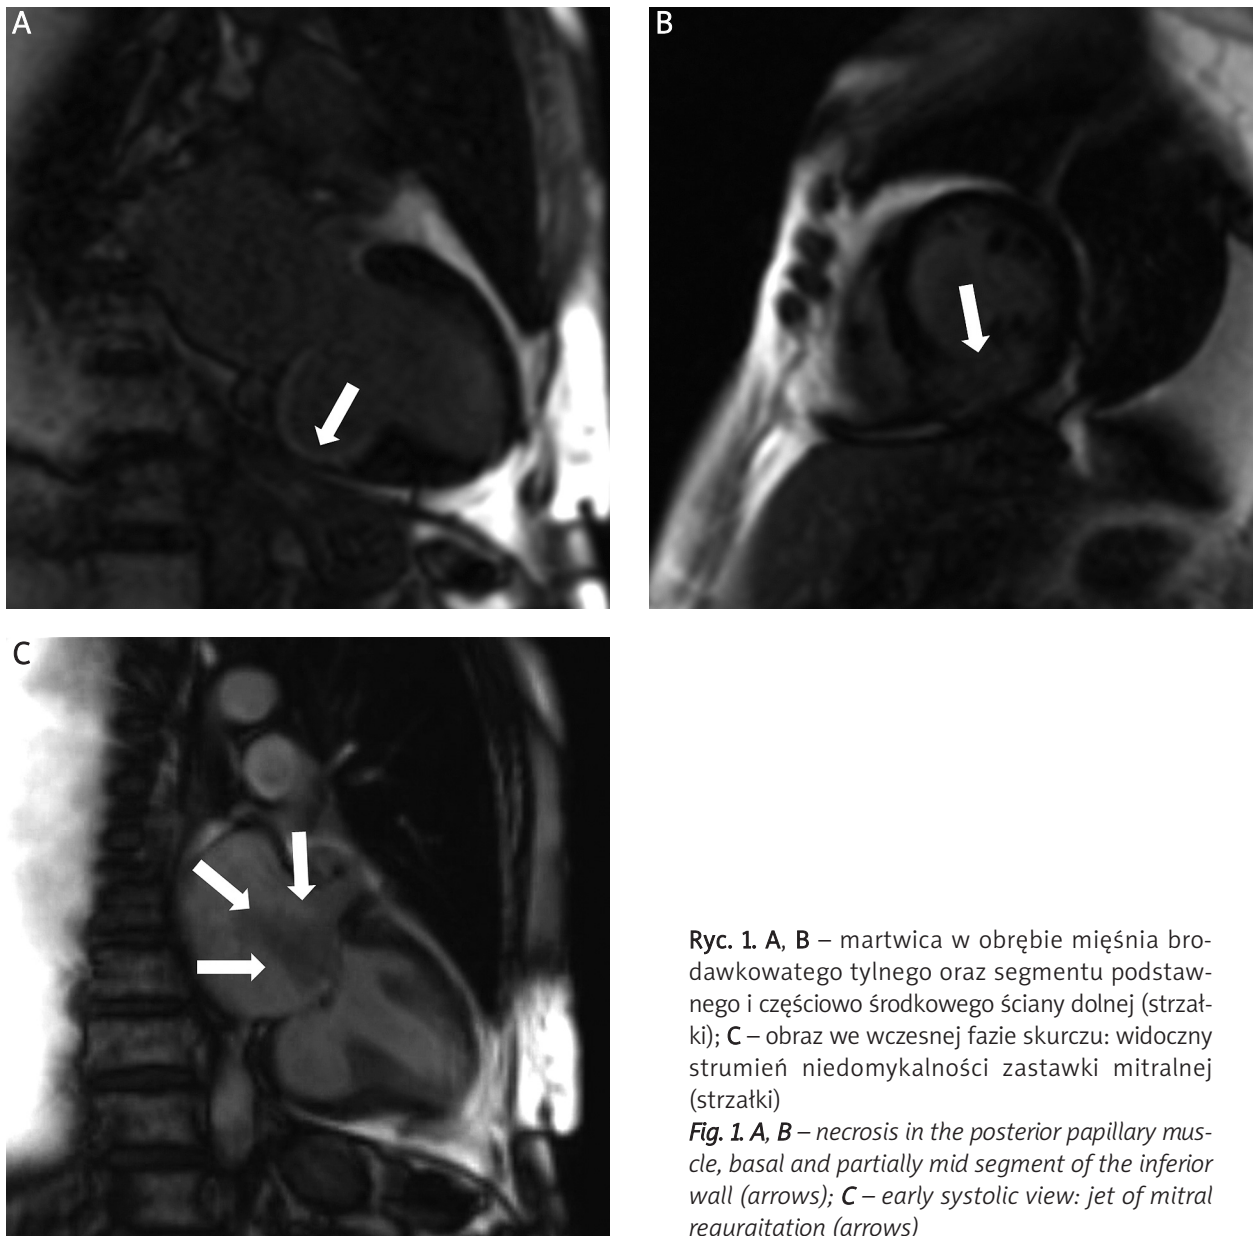 A
B
C
Ryc. 1. A, B – martwica w obrębie mięśnia bro-
dawkowatego tylnego oraz segmentu podstaw-
nego i częściowo środkowego ściany dolnej (strzał-
ki); C – obraz we wczesnej fazie skurczu: widoczny
strumień niedomykalności zastawki mitralnej
(strzałki)
Fig. 1. A, B – necrosis in the posterior papillary mus-
cle, basal and partially mid segment of the inferior
wall (arrows); C – early systolic view: jet of mitral
regurgitation (arrows)